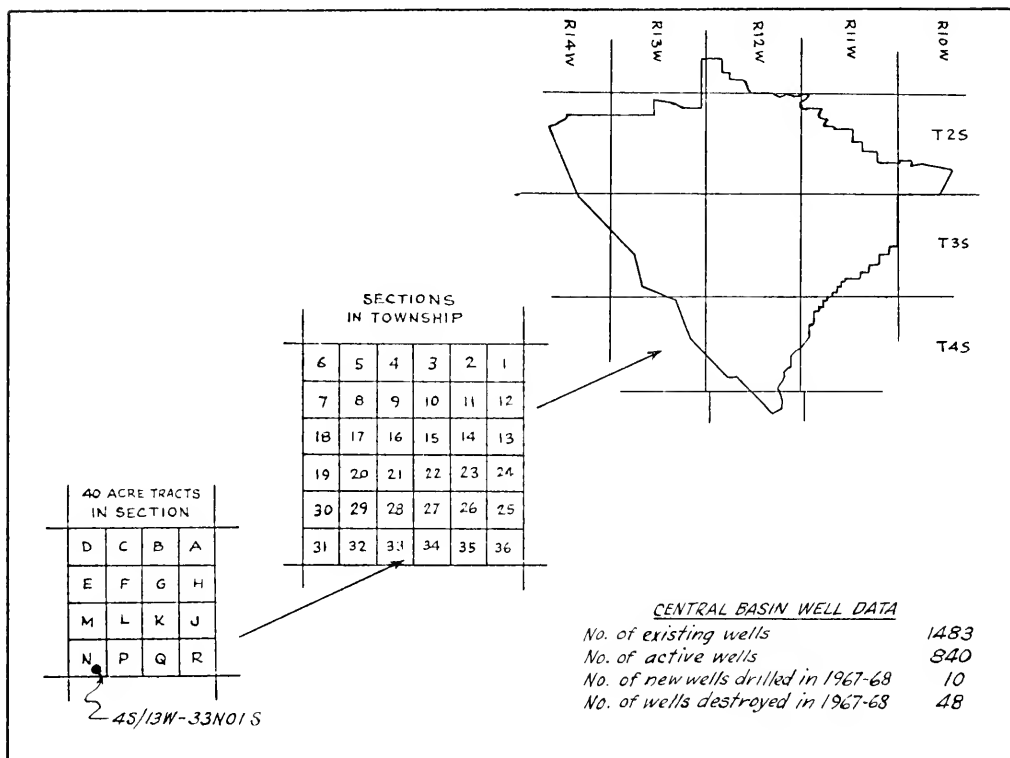 R14W
R13W
R12W
R11W
R10W
T2S
T3S
T4S
SECTIONS
IN TOWNSHIP
6 5 4 3 2 1
7 8 9 10 11 12
18 17 16 15 14 13
19 20 21 22 23 24
30 29 28 27 26 25
31 32 33 34 35 36
40 ACRE TRACTS
IN SECTION
D C B A
E F G H
M L K J
N P Q R
4S/13W-33N01 S
CENTRAL BASIN WELL DATA
No. of existing wells 1483
No. of active wells 840
No. of new wells drilled in 1967-68 10
No. of wells destroyed in 1967-68 48